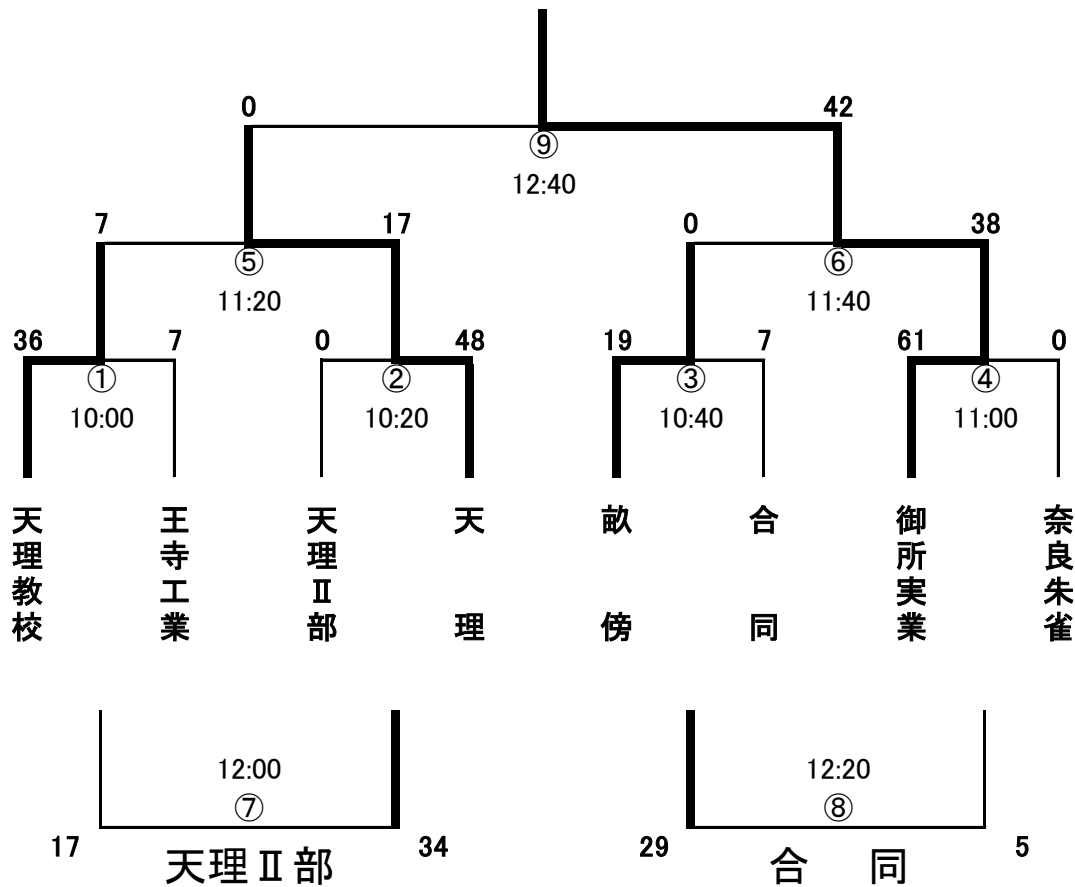 0 42
⑨
12:40
7 17 0 38
⑤ ⑥
11:20 11:40
36 7 0 48 19 7 61 0
① ② ③ ④
10:00 10:20 10:40 11:00
天理教校
王寺工業
天理Ⅱ部
天理
畝傍
合同
御所実業
奈良朱雀
12:00 12:20
⑦ ⑧
17 34 29 5
天理Ⅱ部 合同